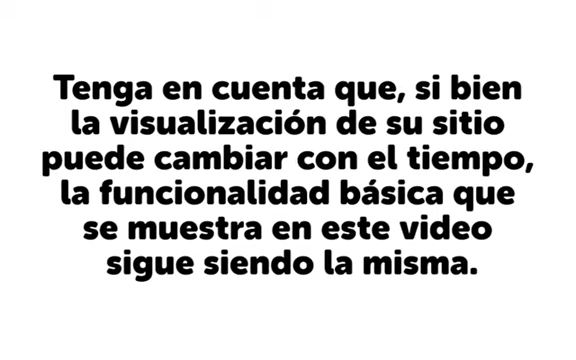 Tenga en cuenta que, si bien
la visualización de su sitio
puede cambiar con el tiempo,
la funcionalidad básica que
se muestra en este video
sigue siendo la misma.